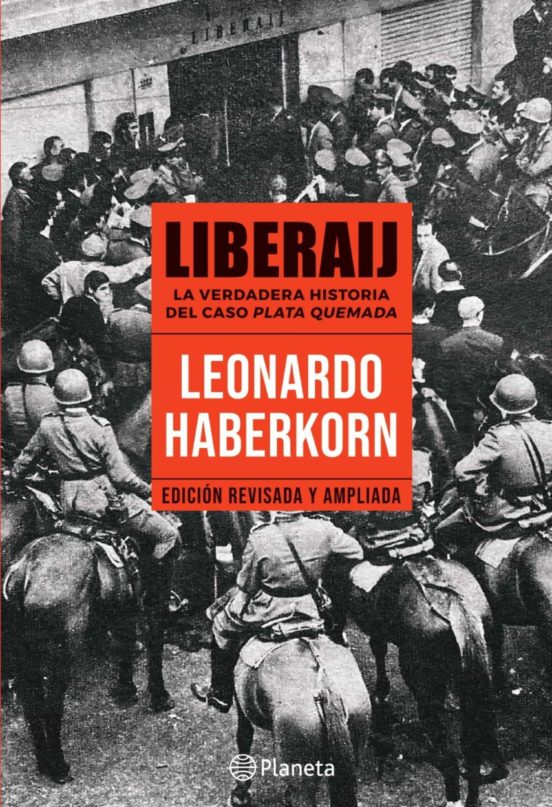 LIBERAIJ
LIBERAIJ
LA VERDADERA HISTORIA
DEL CASO PLATA QUEMADA
LEONARDO
HABERKORN
EDICIÓN REVISADA Y AMPLIADA
Planeta